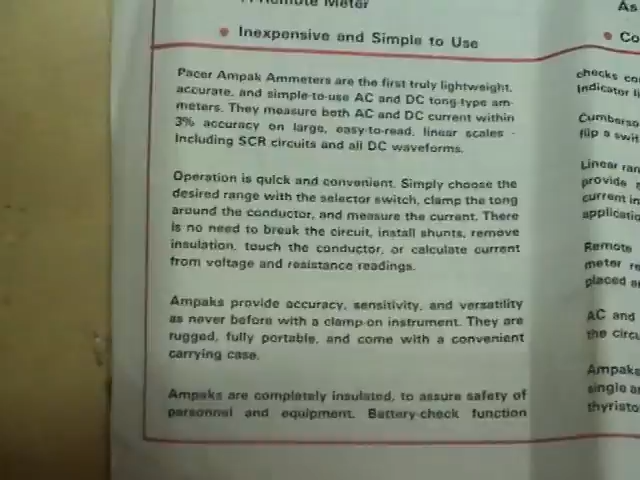 Remote Meter
• Inexpensive and Simple to Use
Pacer Ampak Ammeters are the first truly lightweight,
accurate, and simple-to-use AC and DC tong-type am-
meters. They measure both AC and DC current within
3% accuracy on large, easy-to-read, linear scales -
Including SCR circuits and all DC waveforms.
Operation is quick and convenient. Simply choose the
desired range with the selector switch, clamp the tong
around the conductor, and measure the current. There
is no need to break the circuit, install shunts, remove
insulation, touch the conductor, or calculate current
from voltage and resistance readings.
Ampaks provide accuracy, sensitivity, and versatility
as never before with a clamp-on instrument. They are
rugged, fully portable, and come with a convenient
carrying case.
Ampaks are completely insulated, to assure safety of
personnel and equipment. Battery-check function
As
• Co
checks
Indicator
flip a
Linear
provide
current in
Remote
meter
placed
AC and
the
Ampaks
single